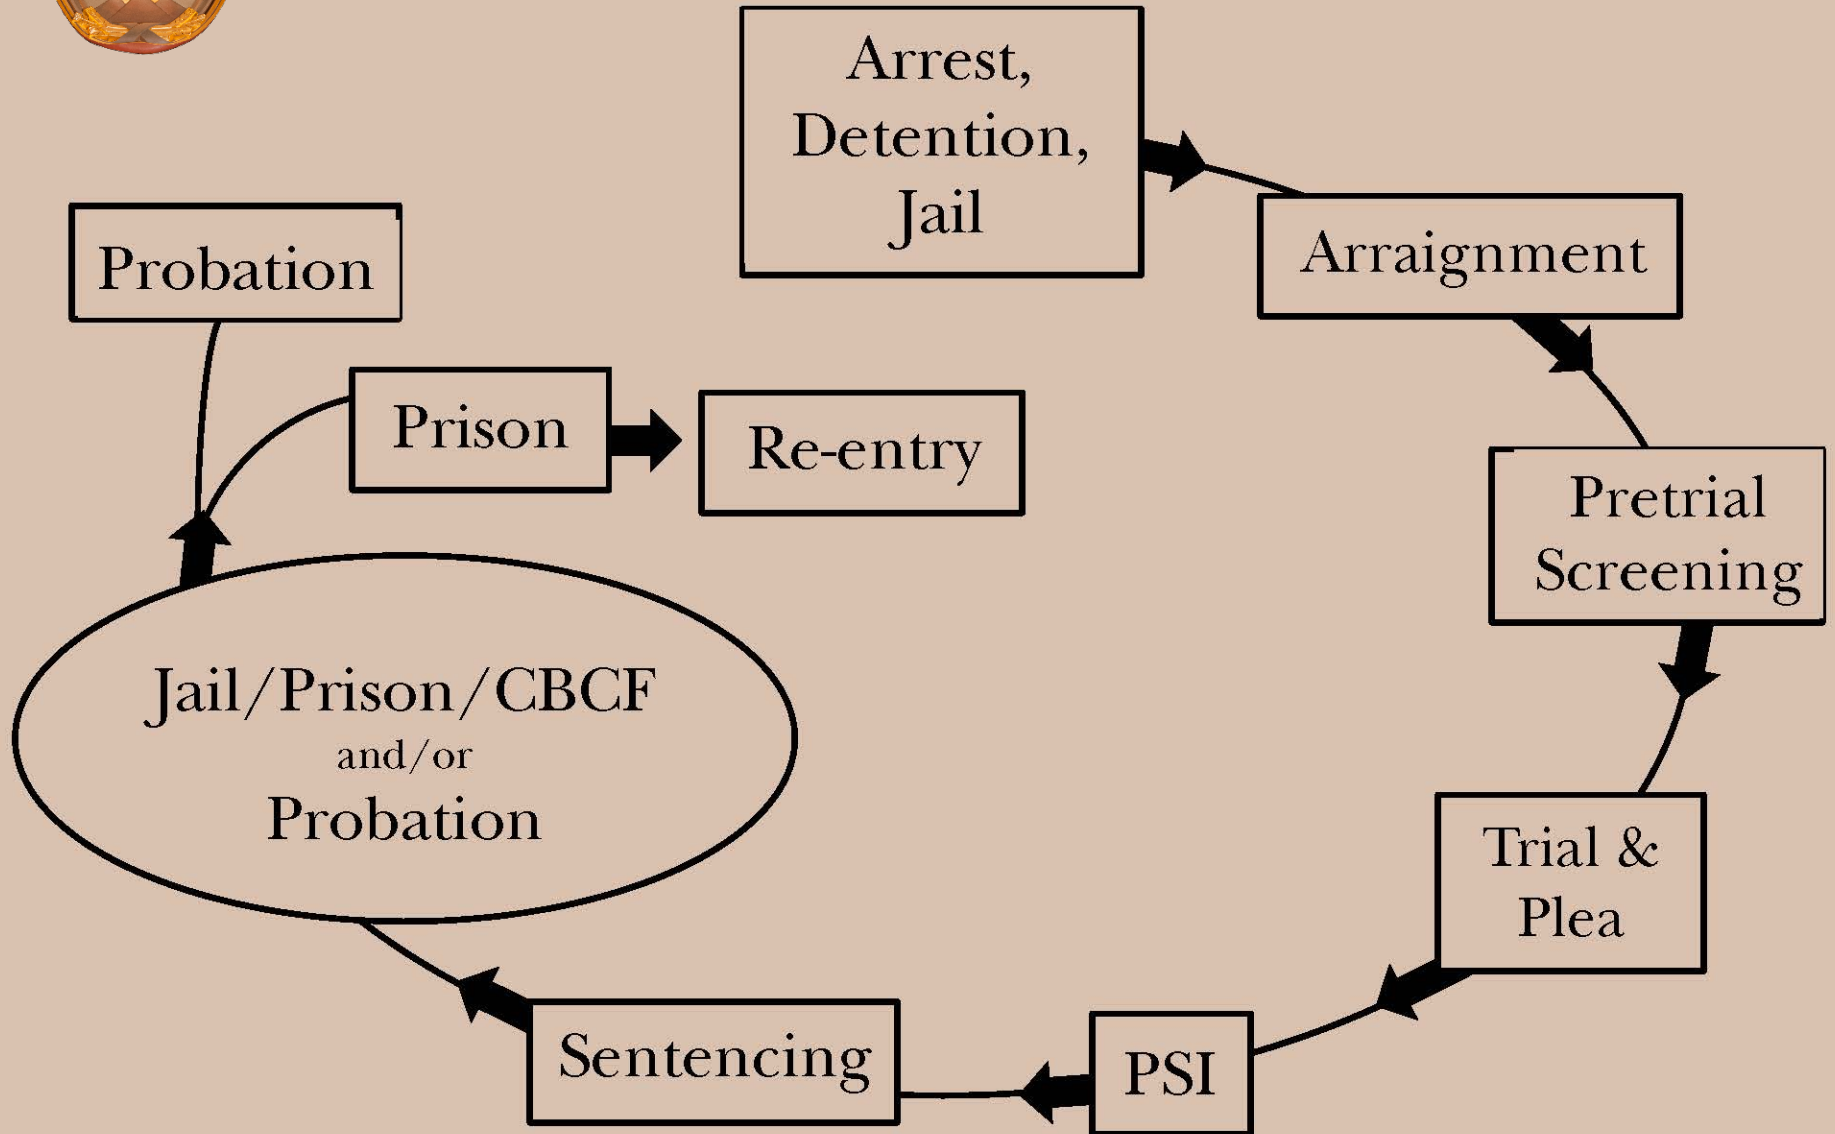 Arrest,
Detention,
Jail
Arraignment
Pretrial
Screening
Trial &
Plea
PSI
Sentencing
Jail/Prison/CBCF
and/or
Probation
Probation
Prison
Re-entry